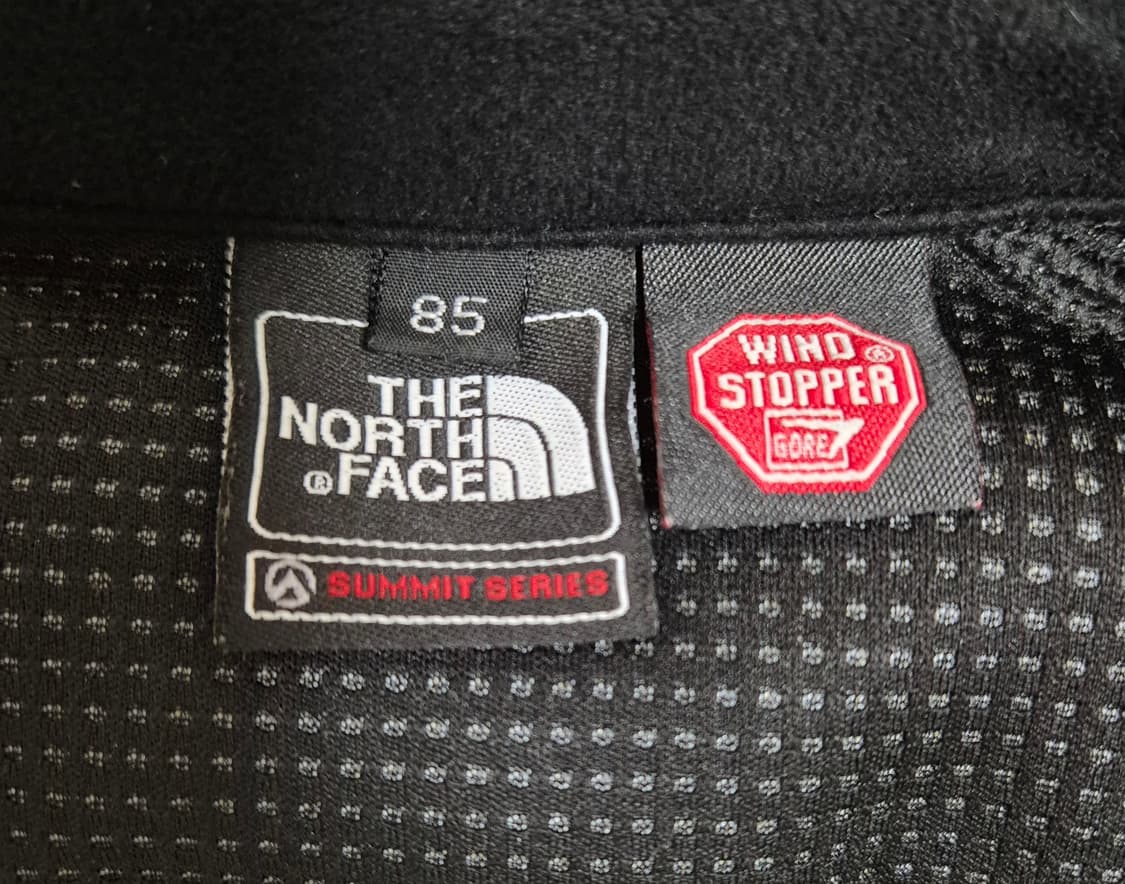 85
THE
NORTH
®FACE
SUMMIT SERIES
WIND®
STOPPER
GORE